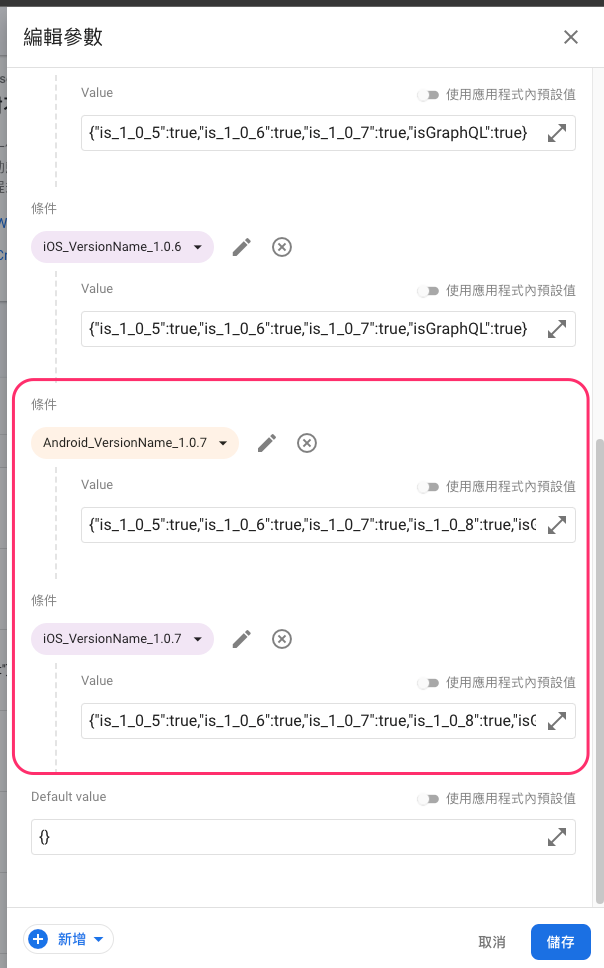 編輯參數
Value
使用應用程式內預設值
{"is_1_0_5":true,"is_1_0_6":true,"is_1_0_7":true,"isGraphQL":true}
條件
iOS_VersionName_1.0.6
Value
使用應用程式內預設值
{"is_1_0_5":true,"is_1_0_6":true,"is_1_0_7":true,"isGraphQL":true}
條件
Android_VersionName_1.0.7
Value
使用應用程式內預設值
{"is_1_0_5":true,"is_1_0_6":true,"is_1_0_7":true,"is_1_0_8":true,"is
條件
iOS_VersionName_1.0.7
Value
使用應用程式內預設值
{"is_1_0_5":true,"is_1_0_6":true,"is_1_0_7":true,"is_1_0_8":true,"is
Default value
使用應用程式內預設值
{}
新增
取消
儲存